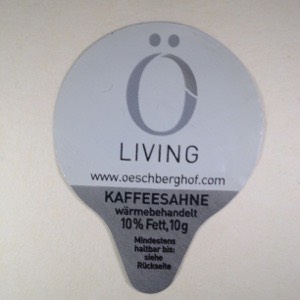 Ö
LIVING
www.oeschberghof.com
KAFFEESAHNE
wärmebehandelt
10% Fett, 10g
Mindestens
haltbar bis:
siehe
Rückseite